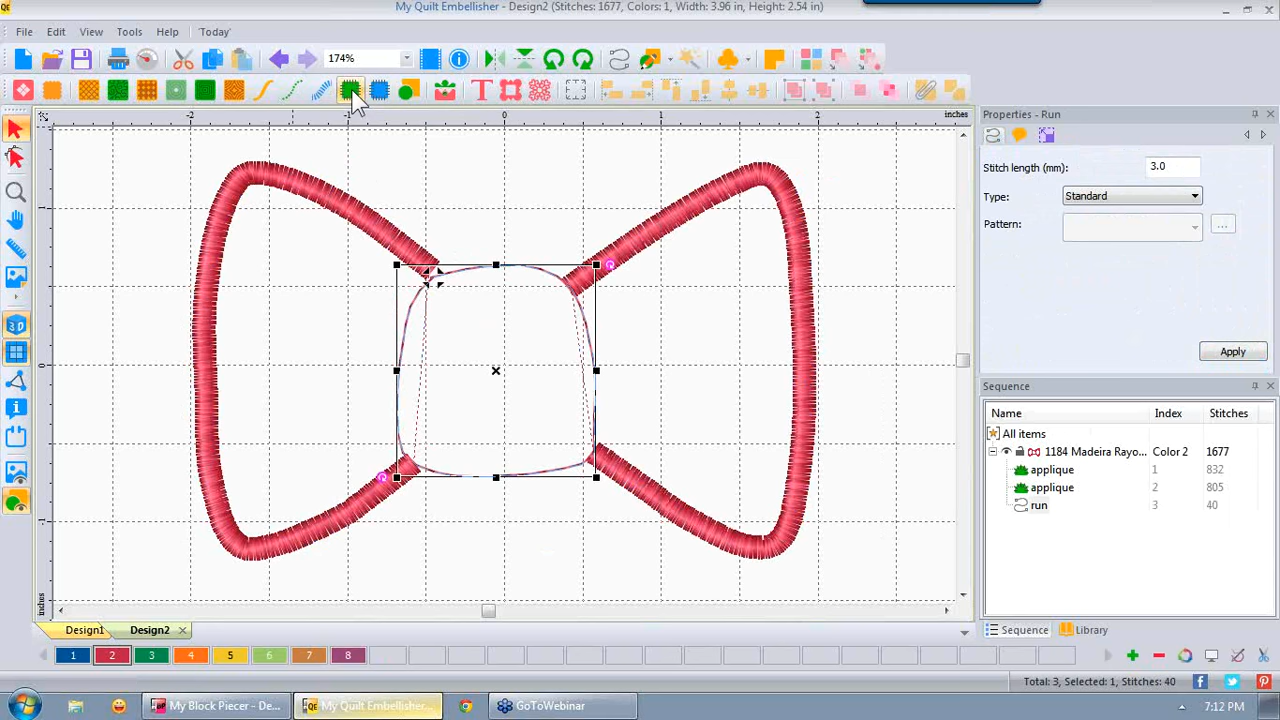 My Quilt Embellisher - Design2 (Stitches: 1677, Colors: 1, Width: 3.96 in, Height: 2.54 in)
File Edit View Tools Help Today
174%
-2 -1 0 1 2 inches
1
0
-1
inches
Properties - Run
Stitch length (mm): 3.0
Type: Standard
Pattern: ...
Apply
Sequence
Name Index Stitches
All items
1184 Madeira Rayo... Color 2 1677
applique 1 832
applique 2 805
run 3 40
Sequence Library
Design1 Design2
1 2 3 4 5 6 7 8
Total: 3, Selected: 1, Stitches: 40
My Block Piecer - De... My Quilt Embellisher... GoToWebinar 7:12 PM